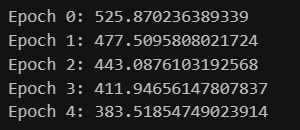 Epoch 0: 525.870236389339
Epoch 1: 477.5095808021724
Epoch 2: 443.0876103192568
Epoch 3: 411.94656147807837
Epoch 4: 383.51854749023914